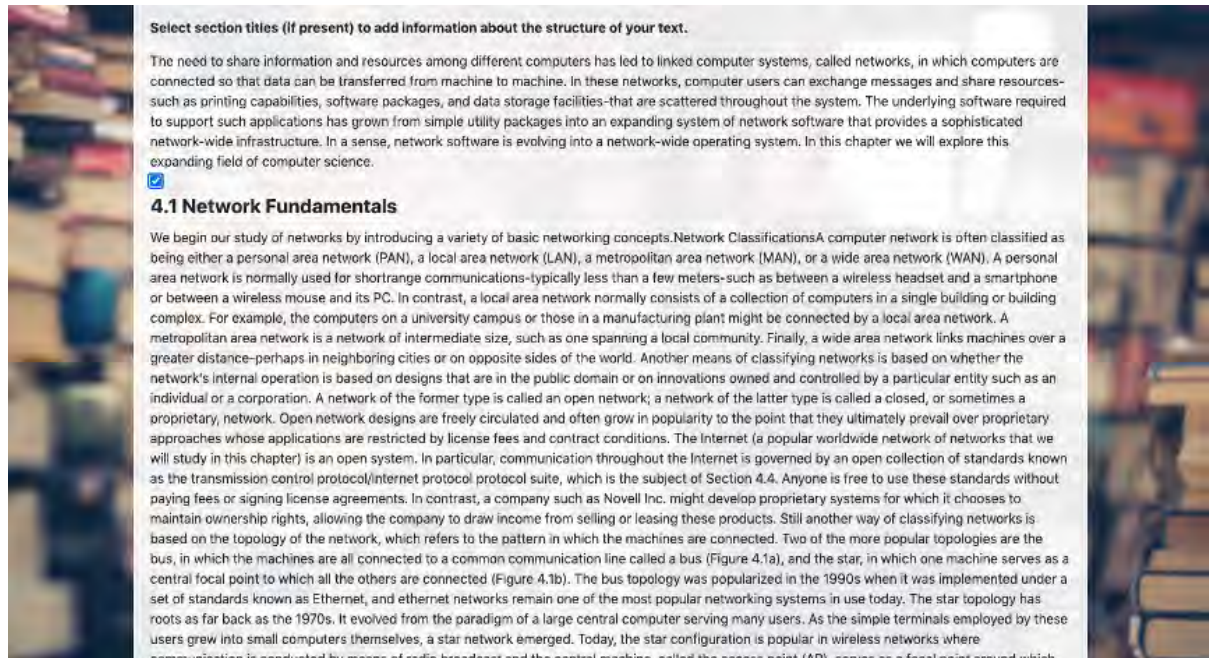 Select section titles (if present) to add information about the structure of your text.
The need to share information and resources among different computers has led to linked computer systems, called networks, in which computers are
connected so that data can be transferred from machine to machine. In these networks, computer users can exchange messages and share resources-
such as printing capabilities, software packages, and data storage facilities-that are scattered throughout the system. The underlying software required
to support such applications has grown from simple utility packages into an expanding system of network software that provides a sophisticated
network-wide infrastructure. In a sense, network software is evolving into a network-wide operating system. In this chapter we will explore this
expanding field of computer science.
4.1 Network Fundamentals
We begin our study of networks by introducing a variety of basic networking concepts.Network ClassificationsA computer network is often classified as
being either a personal area network (PAN), a local area network (LAN), a metropolitan area network (MAN), or a wide area network (WAN). A personal
area network is normally used for shortrange communications-typically less than a few meters-such as between a wireless headset and a smartphone
or between a wireless mouse and its PC. In contrast, a local area network normally consists of a collection of computers in a single building or building
complex. For example, the computers on a university campus or those in a manufacturing plant might be connected by a local area network. A
metropolitan area network is a network of intermediate size, such as one spanning a local community. Finally, a wide area network links machines over a
greater distance-perhaps in neighboring cities or on opposite sides of the world. Another means of classifying networks is based on whether the
network's internal operation is based on designs that are in the public domain or on innovations owned and controlled by a particular entity such as an
individual or a corporation. A network of the former type is called an open network; a network of the latter type is called a closed, or sometimes a
proprietary, network. Open network designs are freely circulated and often grow in popularity to the point that they ultimately prevail over proprietary
approaches whose applications are restricted by license fees and contract conditions. The Internet (a popular worldwide network of networks that we
will study in this chapter) is an open system. In particular, communication throughout the Internet is governed by an open collection of standards known
as the transmission control protocol/internet protocol protocol suite, which is the subject of Section 4.4. Anyone is free to use these standards without
paying fees or signing license agreements. In contrast, a company such as Novell Inc. might develop proprietary systems for which it chooses to
maintain ownership rights, allowing the company to draw income from selling or leasing these products. Still another way of classifying networks is
based on the topology of the network, which refers to the pattern in which the machines are connected. Two of the more popular topologies are the
bus, in which the machines are all connected to a common communication line called a bus (Figure 4.1a), and the star, in which one machine serves as a
central focal point to which all the others are connected (Figure 4.1b). The bus topology was popularized in the 1990s when it was implemented under a
set of standards known as Ethernet, and ethernet networks remain one of the most popular networking systems in use today. The star topology has
roots as far back as the 1970s. It evolved from the paradigm of a large central computer serving many users. As the simple terminals employed by these
users grew into small computers themselves, a star network emerged. Today, the star configuration is popular in wireless networks where
communication is conducted by means of radio broadcast and the central machine, called the access point (AP), serves as a focal point around which